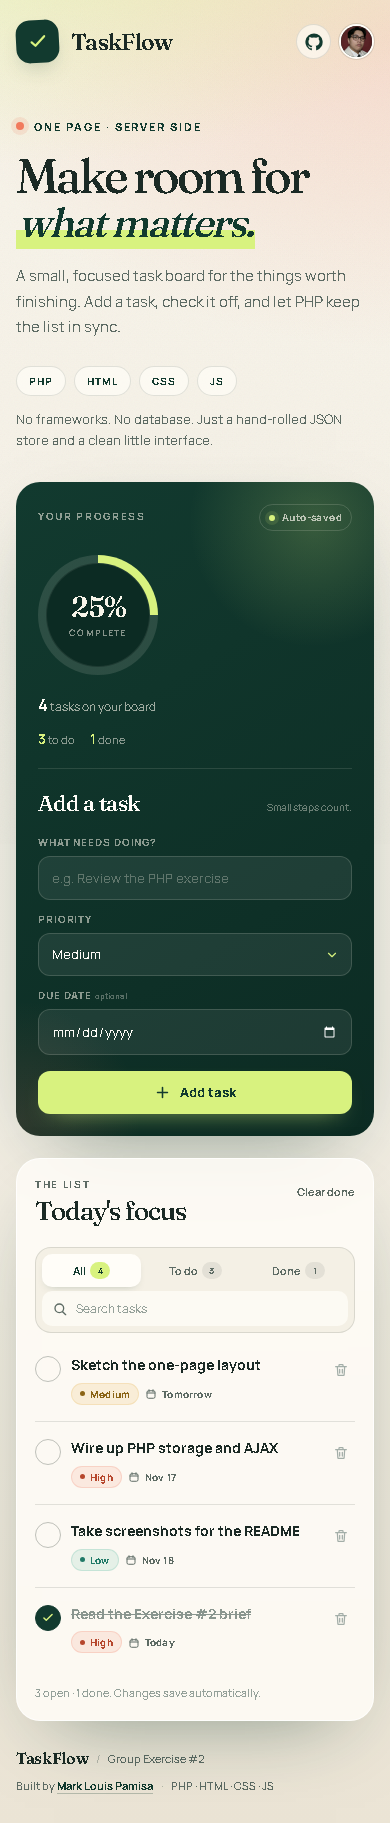 TaskFlow
ONE PAGE · SERVER SIDE
Make room for
what matters.
A small, focused task board for the things worth
finishing. Add a task, check it off, and let PHP keep
the list in sync.
PHP HTML CSS JS
No frameworks. No database. Just a hand-rolled JSON
store and a clean little interface.
YOUR PROGRESS Auto-saved
25%
COMPLETE
4 tasks on your board
3 to do 1 done
Add a task Small steps count.
WHAT NEEDS DOING?
e.g. Review the PHP exercise
PRIORITY
Medium
DUE DATE optional
mm/dd/yyyy
+ Add task
THE LIST
Today's focus Clear done
All 4 To do 3 Done 1
Search tasks
Sketch the one-page layout
Medium Tomorrow
Wire up PHP storage and AJAX
High Nov 17
Take screenshots for the README
Low Nov 18
Read the Exercise #2 brief
High Today
3 open · 1 done. Changes save automatically.
TaskFlow / Group Exercise #2
Built by Mark Louis Pamisa · PHP · HTML · CSS · JS